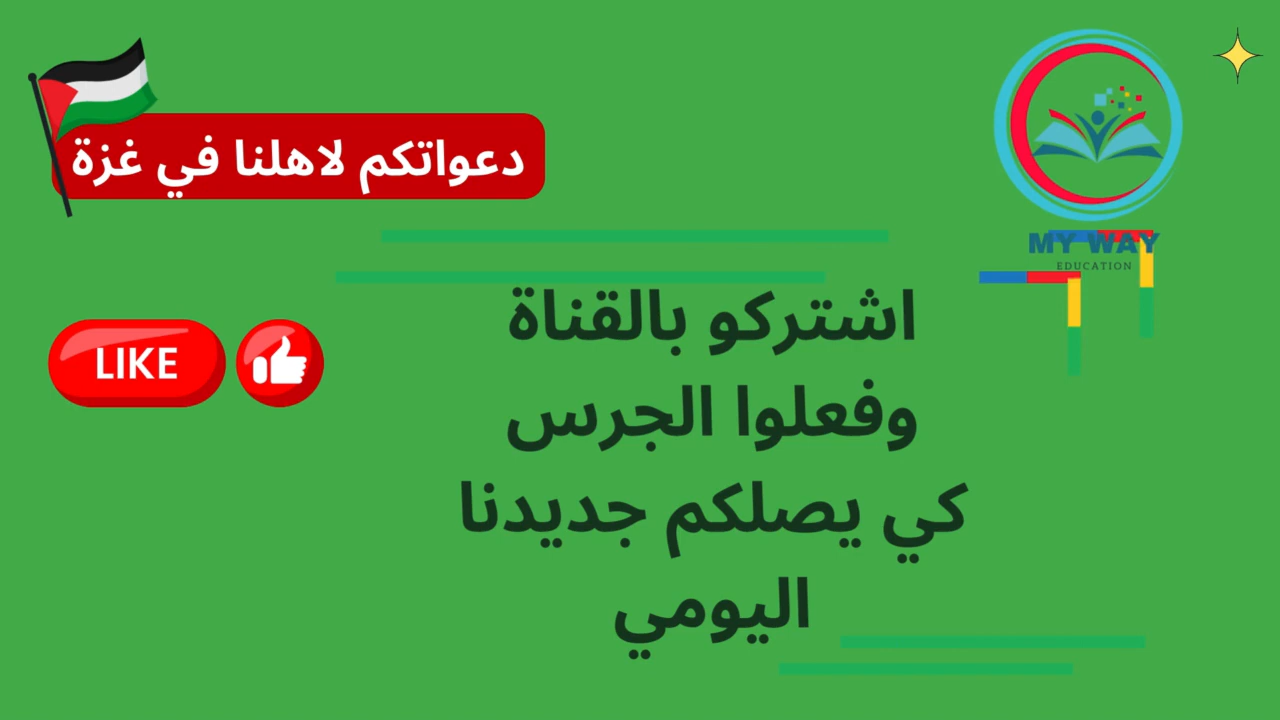 دعواتكم لاهلنا في غزة
MY WAY
EDUCATION
اشتركو بالقناة
وفعلوا الجرس
كي يصلكم جديدنا
اليومي
LIKE